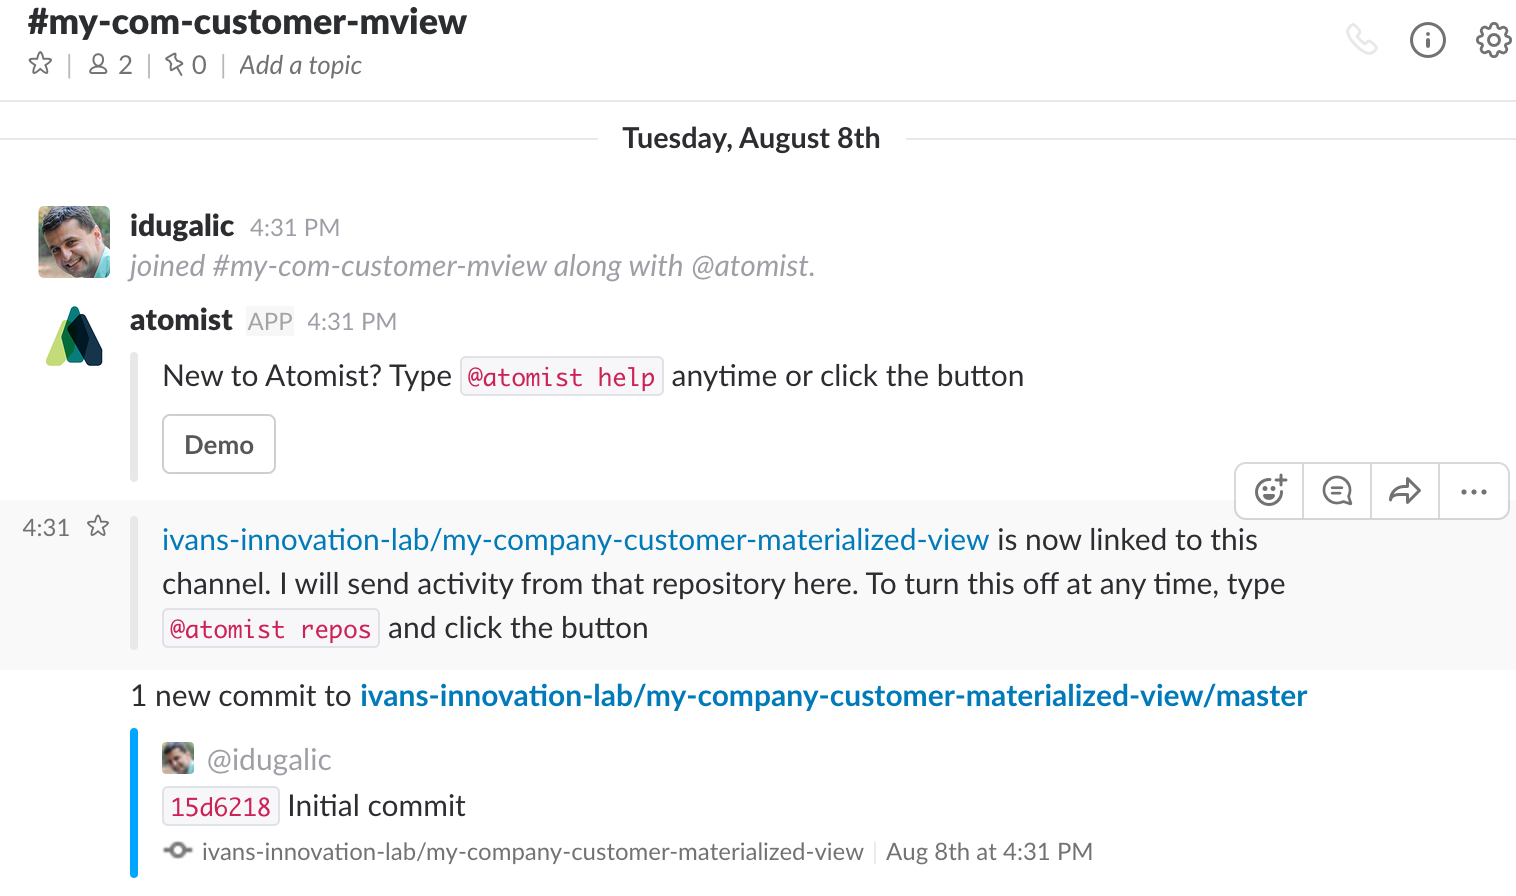 #my-com-customer-mview
2 | 0 | Add a topic
Tuesday, August 8th
idugalic 4:31 PM
joined #my-com-customer-mview along with @atomist.
atomist APP 4:31 PM
New to Atomist? Type @atomist help anytime or click the button
Demo
4:31 ivans-innovation-lab/my-company-customer-materialized-view is now linked to this
channel. I will send activity from that repository here. To turn this off at any time, type
@atomist repos and click the button
1 new commit to ivans-innovation-lab/my-company-customer-materialized-view/master
@idugalic
15d6218 Initial commit
ivans-innovation-lab/my-company-customer-materialized-view | Aug 8th at 4:31 PM